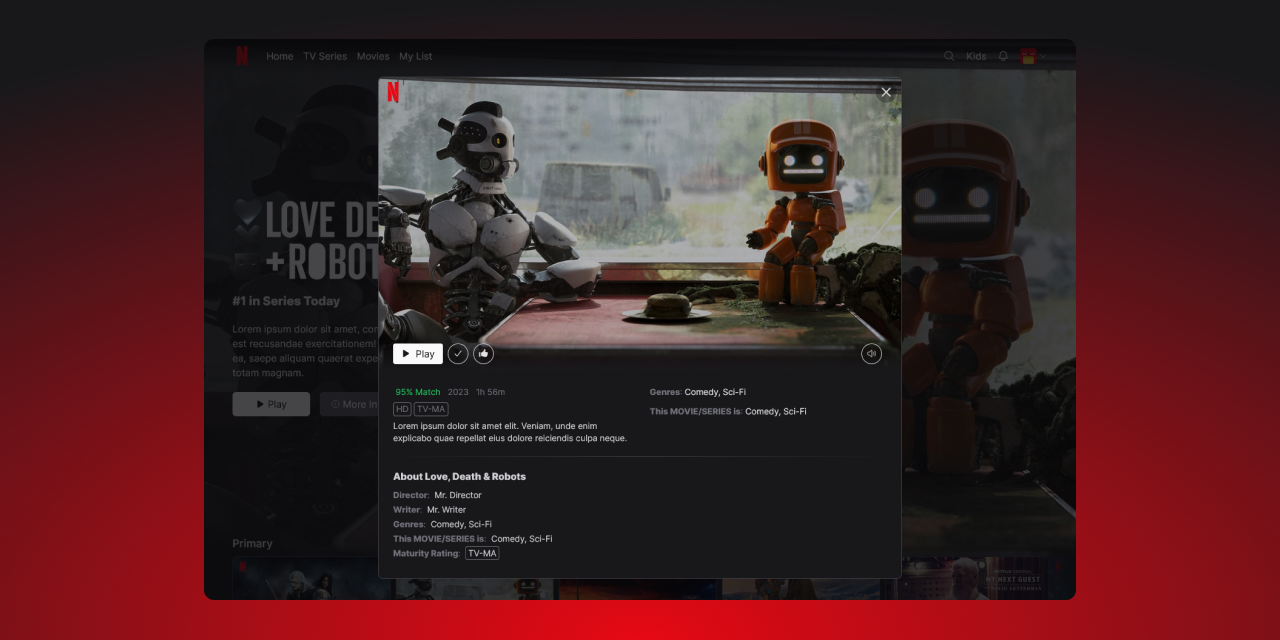 N
Home TV Series Movies My List
Kids
N
LOVE DE
+ROBOT
#1 in Series Today
Lorem ipsum dolor sit amet, con
recusandae exercitationem!
ea, saepe aliquam quaerat expe
totam magnam.
Play More In
Play
95% Match 2023 1h 56m
HD TV-MA
Lorem ipsum dolor sit amet elit. Veniam, unde enim
explicabo quae repellat eius dolore reiciendis culpa neque.
Genres: Comedy, Sci-Fi
This MOVIE/SERIES is: Comedy, Sci-Fi
About Love, Death & Robots
Director: Mr. Director
Writer: Mr. Writer
Genres: Comedy, Sci-Fi
This MOVIE/SERIES is: Comedy, Sci-Fi
Maturity Rating: TV-MA
Primary
N
MY NEXT GUEST